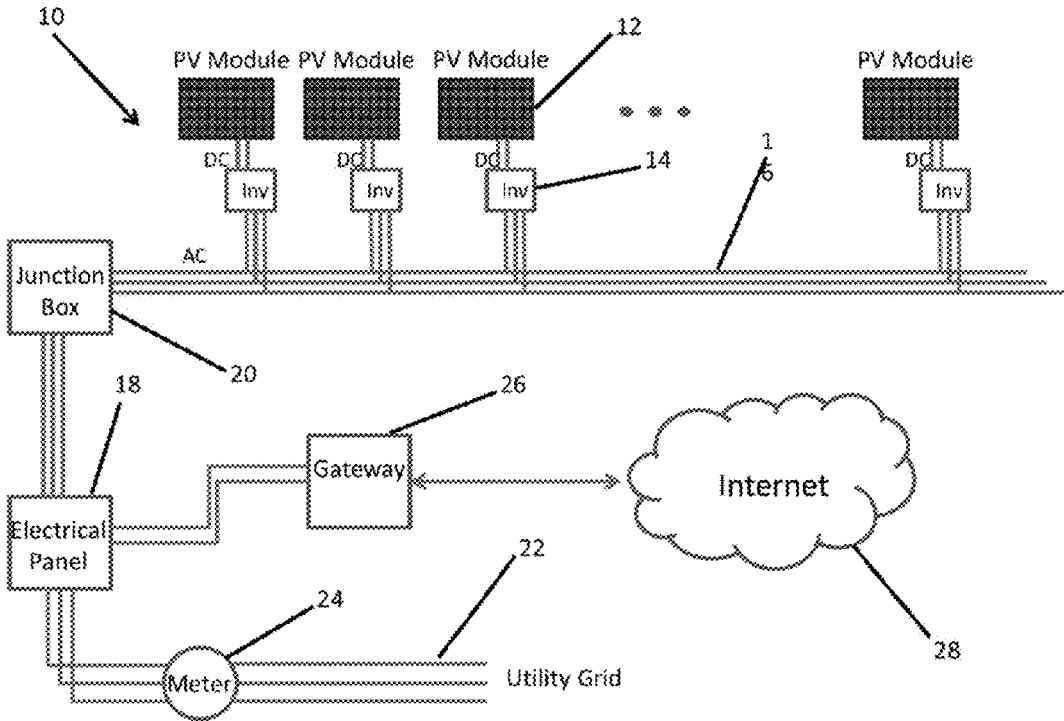 10
12
PV Module PV Module PV Module PV Module
DC DC DC DC
14
1
6
Inv Inv Inv Inv
AC
Junction
Box
20
18
26
Gateway
Internet
Electrical
Panel
22
24
28
Meter
Utility Grid